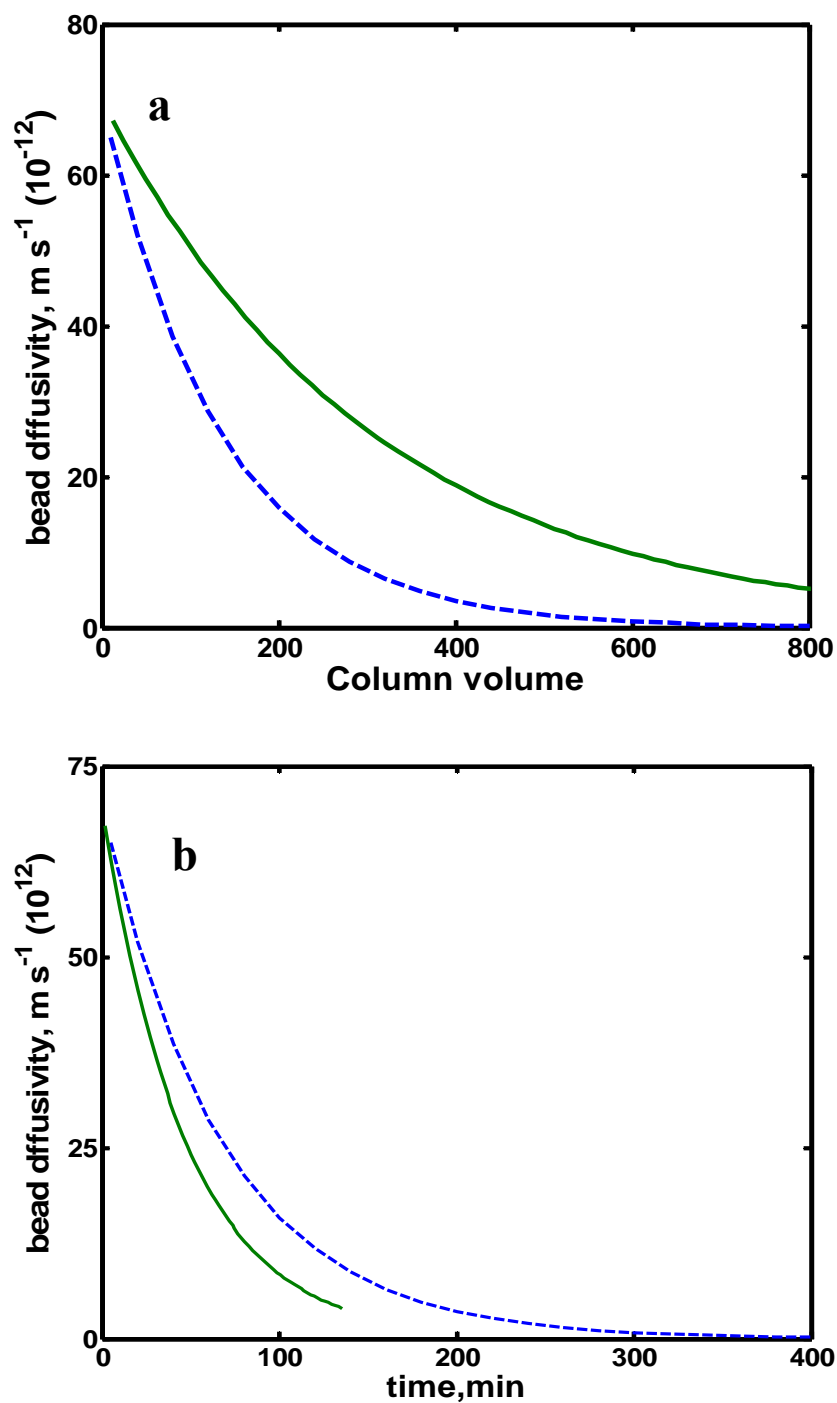 80
60
40
20
0
bead dffusivity, m s⁻¹ (10⁻¹²)
a
0 200 400 600 800
Column volume
75
50
25
0
bead dffusivity, m s⁻¹ (10¹²)
b
0 100 200 300 400
time,min